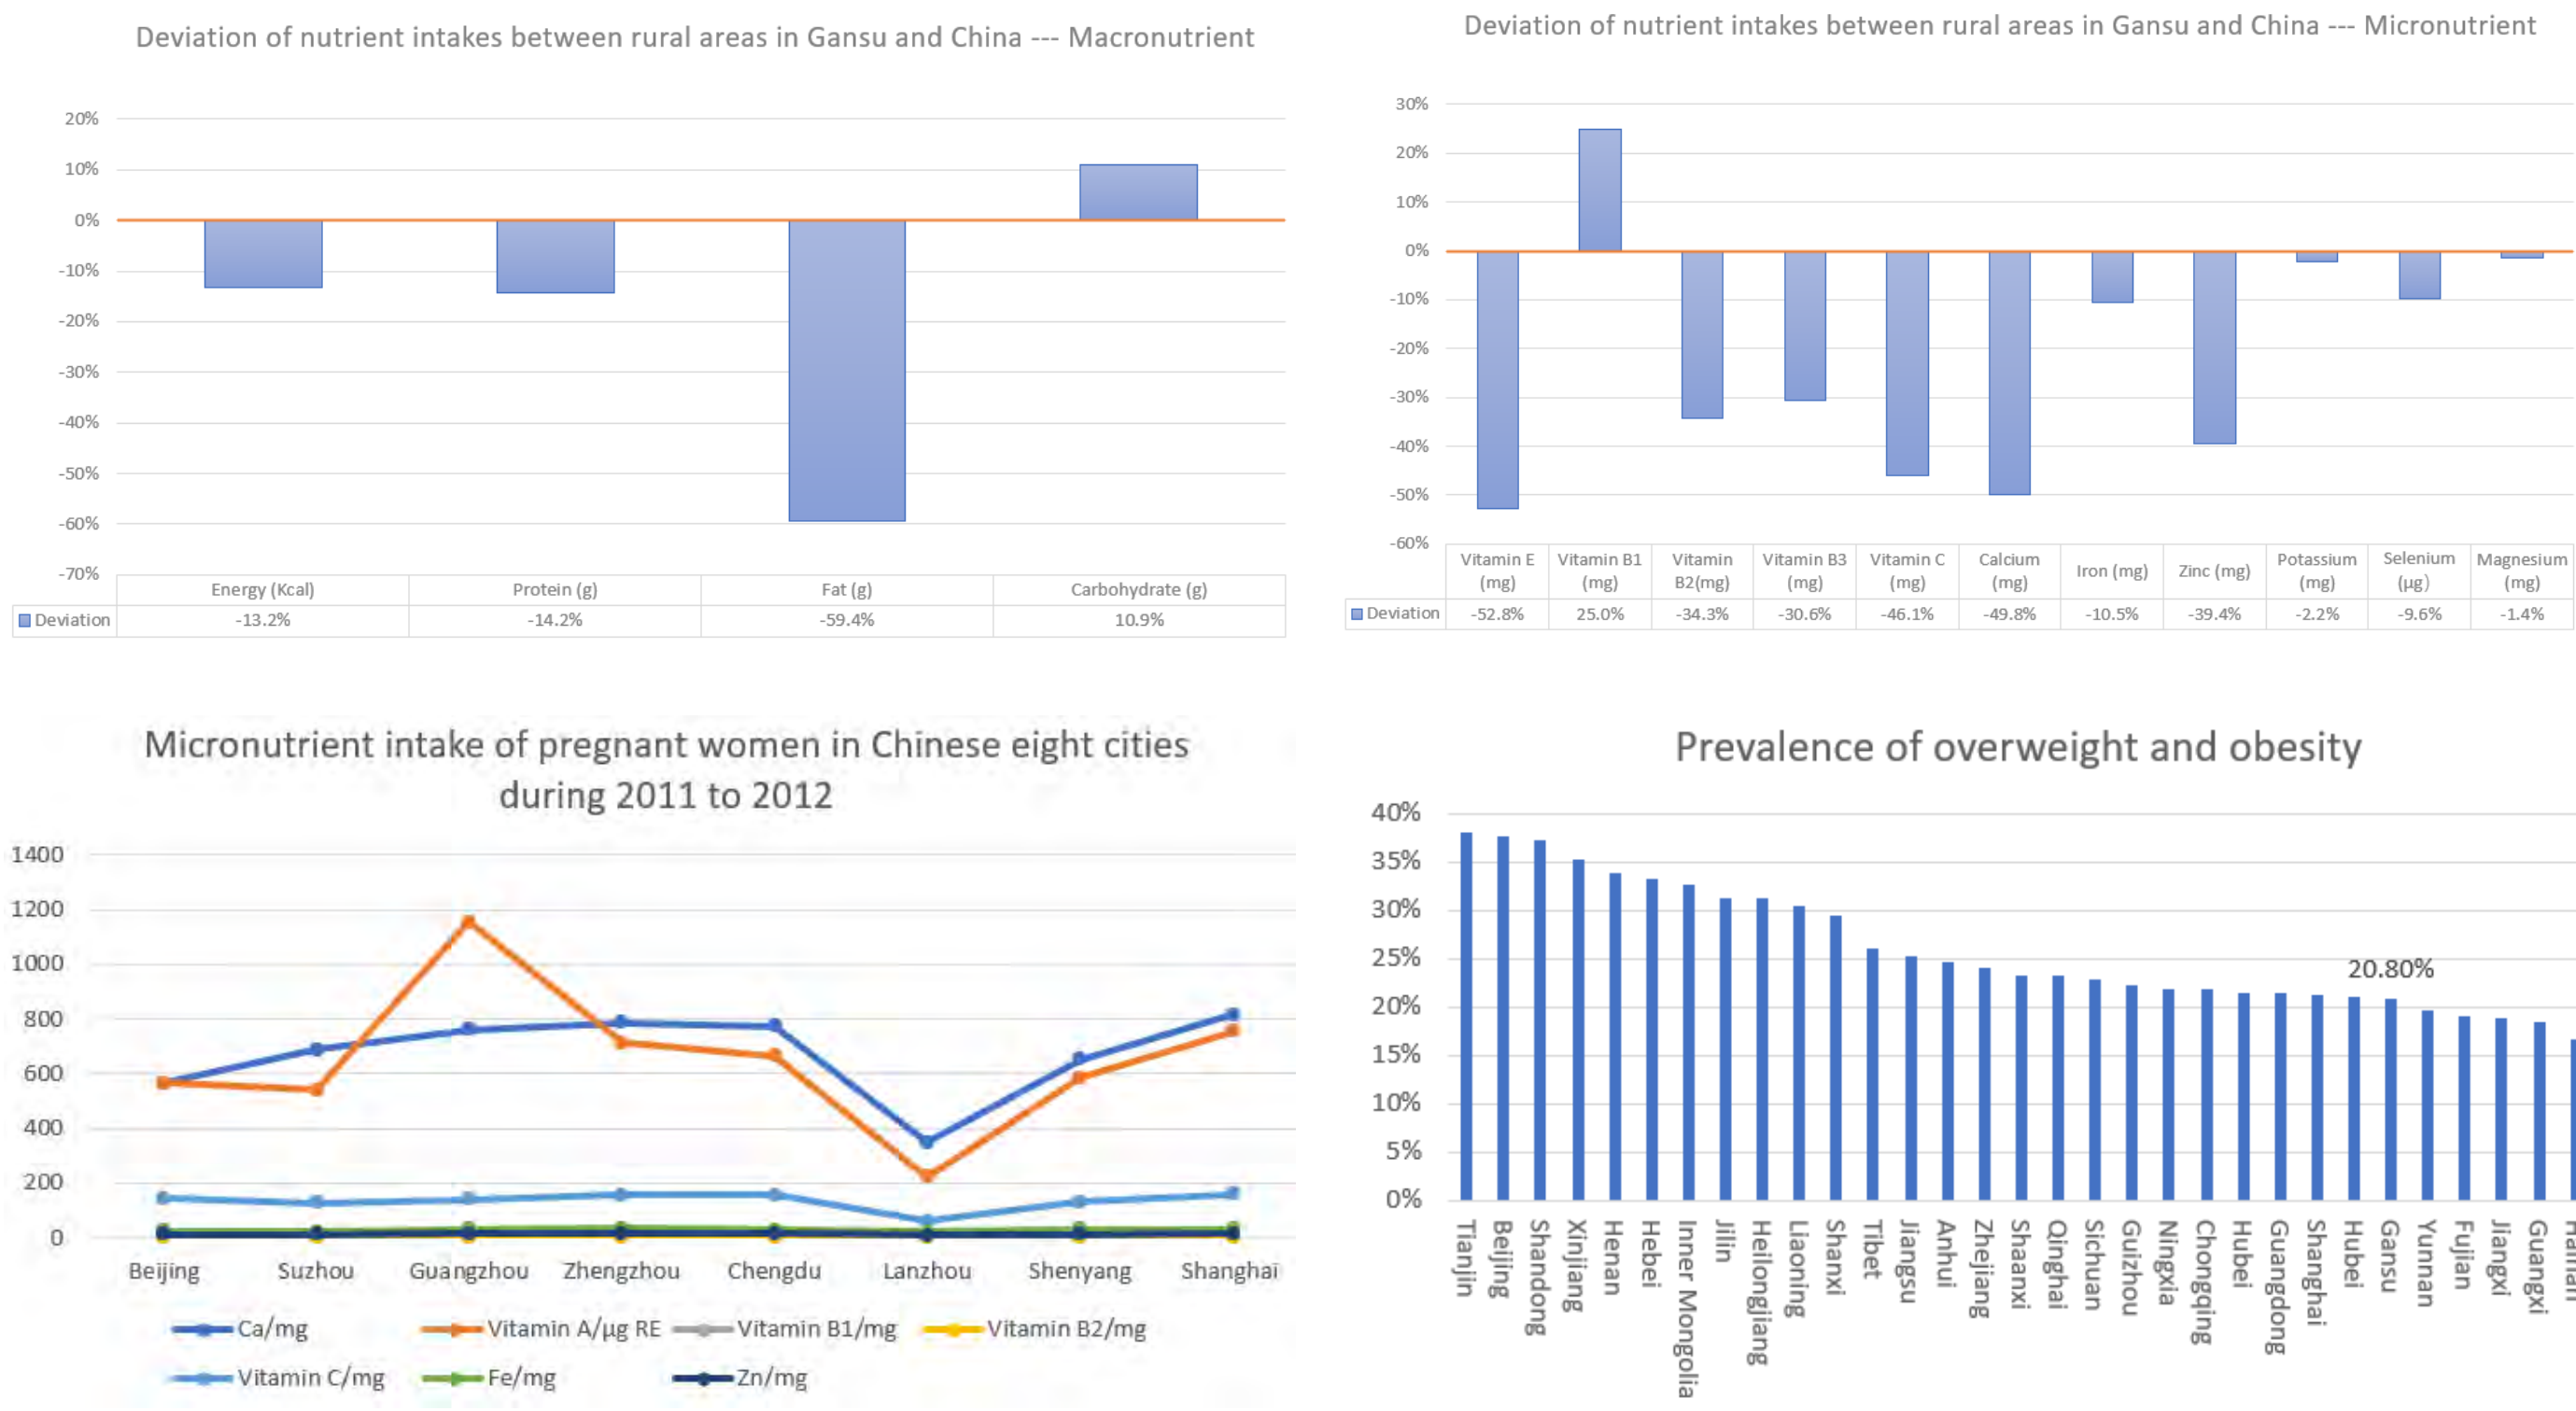 Deviation of nutrient intakes between rural areas in Gansu and China --- Macronutrient
20%
10%
0%
-10%
-20%
-30%
-40%
-50%
-60%
-70%
Energy (Kcal) Protein (g) Fat (g) Carbohydrate (g)
Deviation -13.2% -14.2% -59.4% 10.9%
Deviation of nutrient intakes between rural areas in Gansu and China --- Micronutrient
30%
20%
10%
0%
-10%
-20%
-30%
-40%
-50%
-60%
Vitamin E (mg) Vitamin B1 (mg) Vitamin B2(mg) Vitamin B3 (mg) Vitamin C (mg) Calcium (mg) Iron (mg) Zinc (mg) Potassium (mg) Selenium (µg) Magnesium (mg)
Deviation -52.8% 25.0% -34.3% -30.6% -46.1% -49.8% -10.5% -39.4% -2.2% -9.6% -1.4%
Micronutrient intake of pregnant women in Chinese eight cities
during 2011 to 2012
1400
1200
1000
800
600
400
200
0
Beijing Suzhou Guangzhou Zhengzhou Chengdu Lanzhou Shenyang Shanghai
Ca/mg Vitamin A/µg RE Vitamin B1/mg Vitamin B2/mg
Vitamin C/mg Fe/mg Zn/mg
Prevalence of overweight and obesity
40%
35%
30%
25%
20%
15%
10%
5%
0%
20.80%
Tianjin
Beijing
Shandong
Xinjiang
Henan
Hebei
Inner Mongolia
Jilin
Heilongjiang
Liaoning
Shanxi
Tibet
Jiangsu
Anhui
Zhejiang
Shaanxi
Qinghai
Sichuan
Guizhou
Ningxia
Chongqing
Hubei
Guangdong
Shanghai
Hubei
Gansu
Yunnan
Fujian
Jiangxi
Guangxi